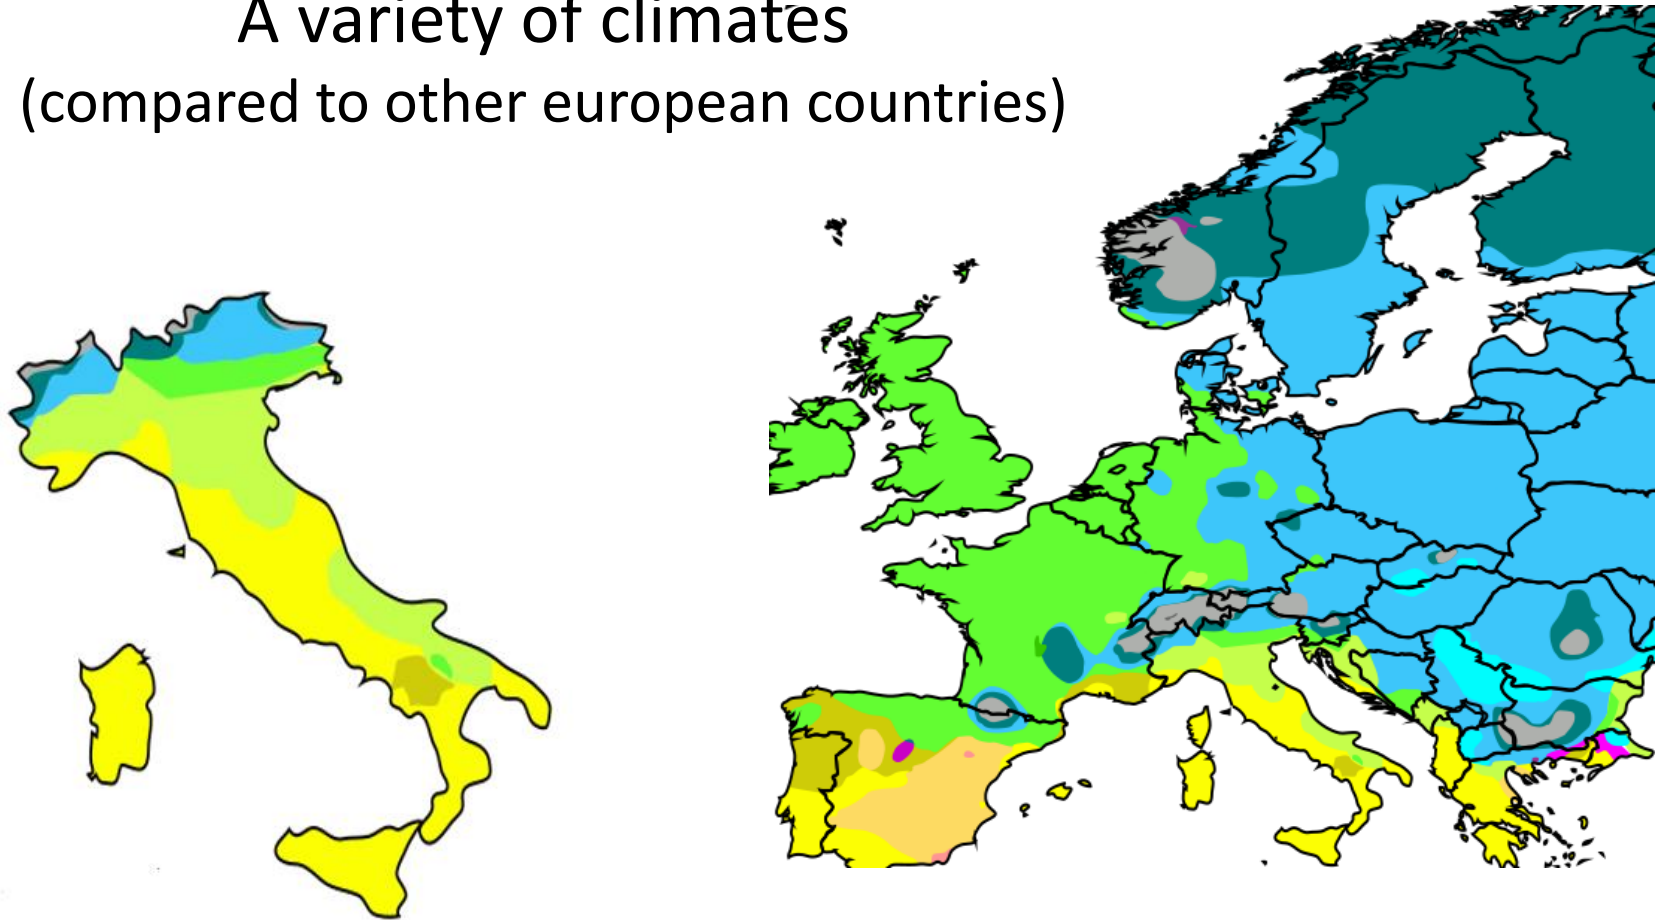 A variety of climates
(compared to other european countries)